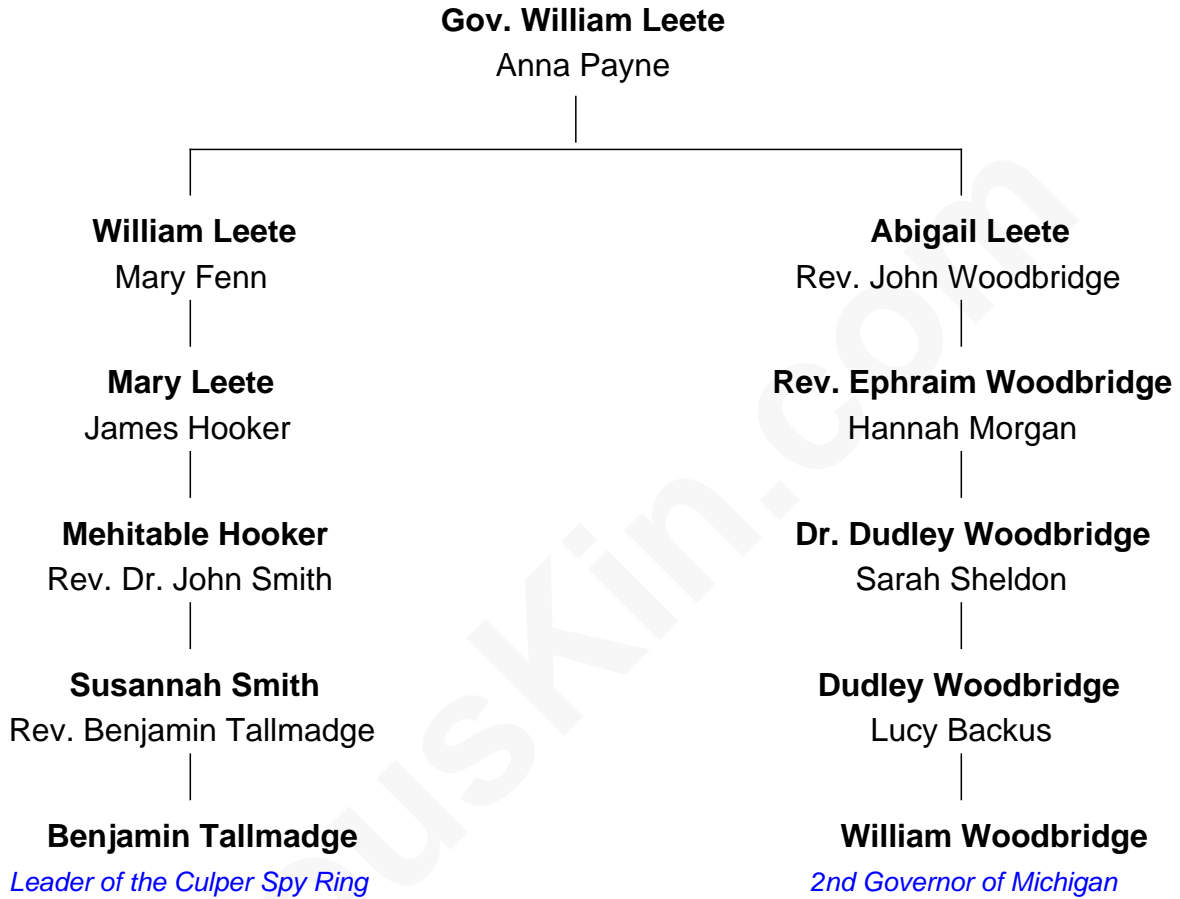 Gov. William Leete
Anna Payne
William Leete
Mary Fenn
Abigail Leete
Rev. John Woodbridge
Mary Leete
James Hooker
Rev. Ephraim Woodbridge
Hannah Morgan
Mehitable Hooker
Rev. Dr. John Smith
Dr. Dudley Woodbridge
Sarah Sheldon
Susannah Smith
Rev. Benjamin Tallmadge
Dudley Woodbridge
Lucy Backus
Benjamin Tallmadge
Leader of the Culper Spy Ring
William Woodbridge
2nd Governor of Michigan
ousKin.com